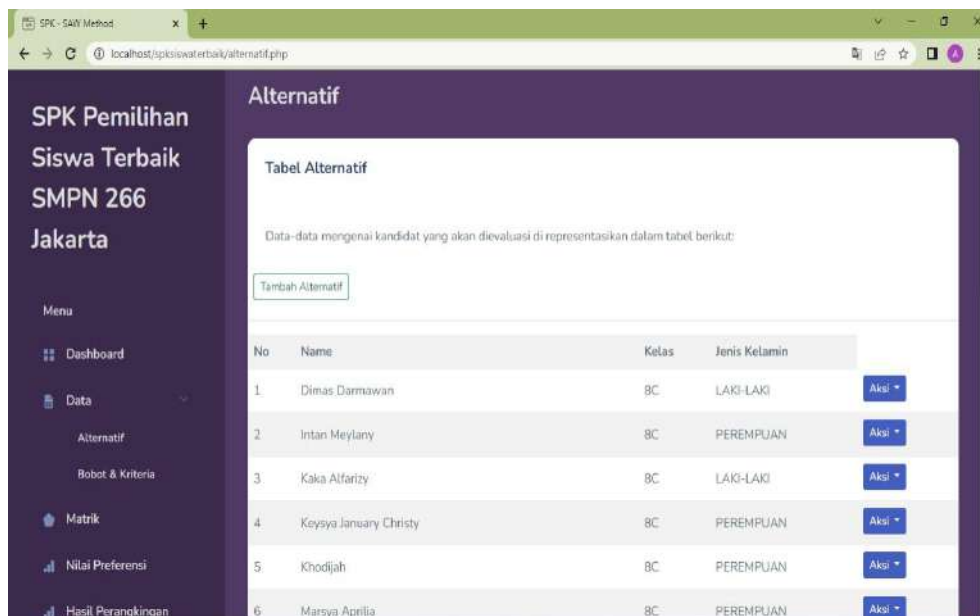 SPK - SAW Method
localhost/spksiswaterbaik/alternatif.php
A
SPK Pemilihan
Siswa Terbaik
SMPN 266
Jakarta
Menu
Dashboard
Data
Alternatif
Bobot & Kriteria
Matrik
Nilai Preferensi
Hasil Perangkingan
Alternatif
Tabel Alternatif
Data-data mengenai kandidat yang akan dievaluasi di representasikan dalam tabel berikut:
Tambah Alternatif
No Name Kelas Jenis Kelamin
1 Dimas Darmawan 8C LAKI-LAKI Aksi
2 Intan Meylany 8C PEREMPUAN Aksi
3 Kaka Alfarizy 8C LAKI-LAKI Aksi
4 Keysya January Christy 8C PEREMPUAN Aksi
5 Khodijah 8C PEREMPUAN Aksi
6 Marsya Aprilia 8C PEREMPUAN Aksi